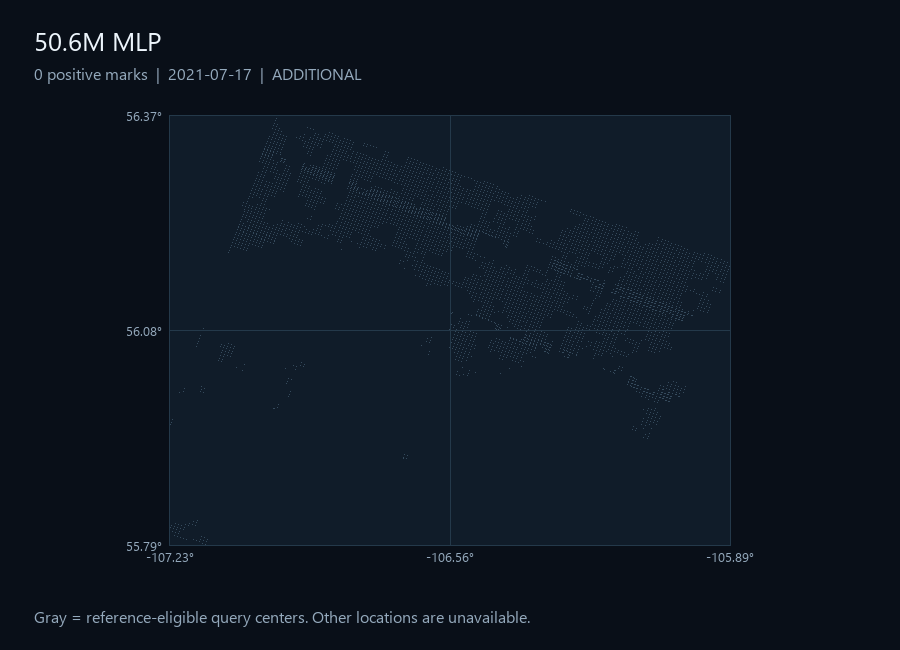 50.6M MLP
0 positive marks | 2021-07-17 | ADDITIONAL
56.37°
56.08°
55.79°
-107.23°
-106.56°
-105.89°
Gray = reference-eligible query centers. Other locations are unavailable.